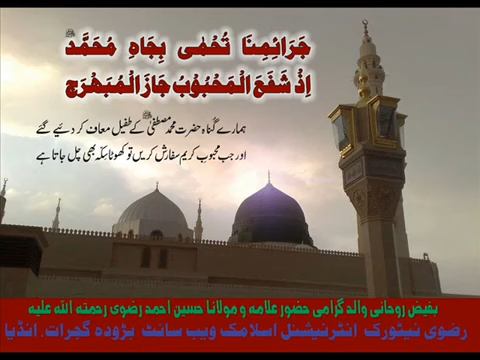 جَرَائِمِنَا تُحْمٰى بِجَاهِ مُحَمَّدٍ ﷺ
اِذْ شَفَعَ الْمَحْبُوْبُ جَازَ الْمُبَهْرَجِ
ہمارے گناہ، حضرت محمد مصطفیٰ ﷺ کے طفیل معاف کر دیے گئے
اور جب محبوب کریم سفارش کریں تو کھوٹا سکہ بھی چل جاتا ہے
بفیض روحانی والد گرامی حضور علامہ و مولانا حسین احمد رضوی رحمتہ اللہ علیہ
رضوی نیٹورک انٹرنیشنل اسلامک ویب سائٹ بڑودہ گجرات ۔ انڈیا